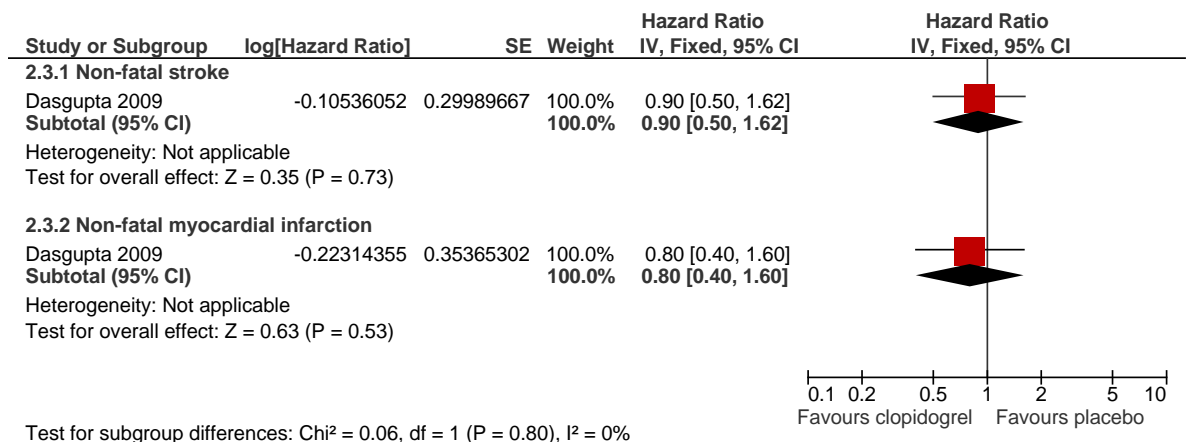 Hazard Ratio Hazard Ratio
Study or Subgroup log[Hazard Ratio] SE Weight IV, Fixed, 95% CI IV, Fixed, 95% CI
2.3.1 Non-fatal stroke
Dasgupta 2009 -0.10536052 0.29989667 100.0% 0.90 [0.50, 1.62]
Subtotal (95% CI) 100.0% 0.90 [0.50, 1.62]
Heterogeneity: Not applicable
Test for overall effect: Z = 0.35 (P = 0.73)
2.3.2 Non-fatal myocardial infarction
Dasgupta 2009 -0.22314355 0.35365302 100.0% 0.80 [0.40, 1.60]
Subtotal (95% CI) 100.0% 0.80 [0.40, 1.60]
Heterogeneity: Not applicable
Test for overall effect: Z = 0.63 (P = 0.53)
0.1 0.2 0.5 1 2 5 10
Favours clopidogrel Favours placebo
Test for subgroup differences: Chi² = 0.06, df = 1 (P = 0.80), I² = 0%